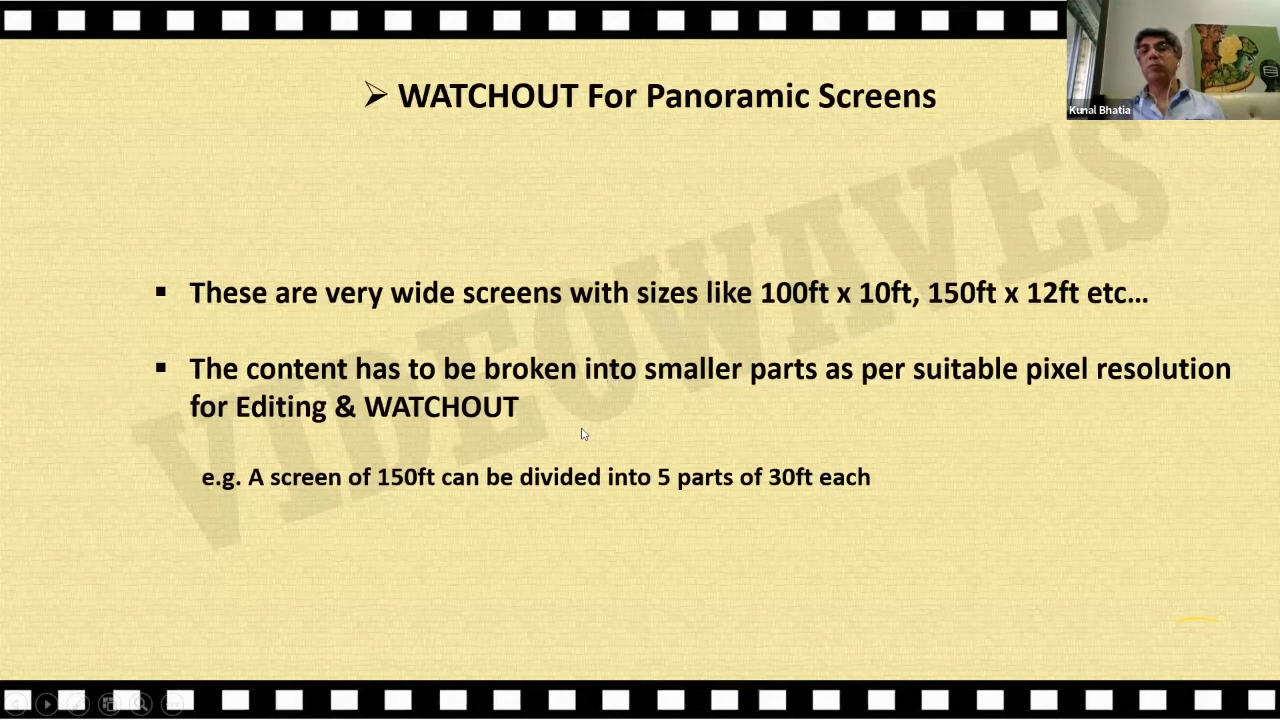 WATCHOUT For Panoramic Screens
Kunal Bhatia
VIDEOWAVES
These are very wide screens with sizes like 100ft x 10ft, 150ft x 12ft etc...
The content has to be broken into smaller parts as per suitable pixel resolution
for Editing & WATCHOUT
e.g. A screen of 150ft can be divided into 5 parts of 30ft each